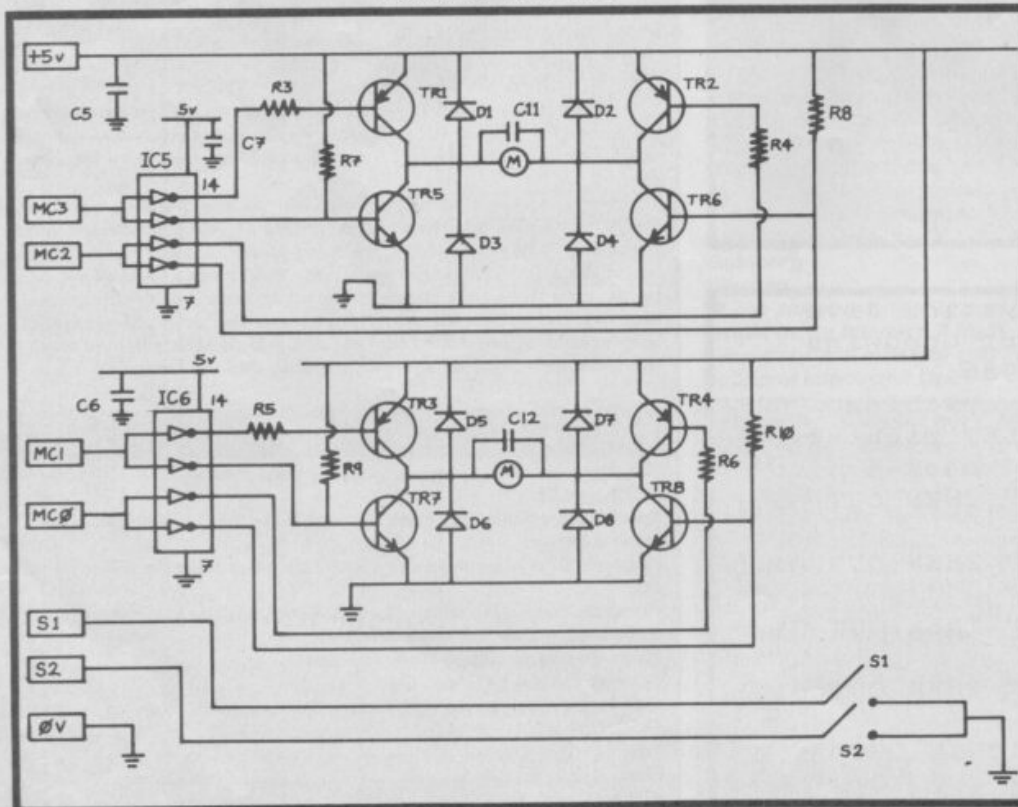 +5v
C5
5v
C7
IC5
14
MC3
MC2
7
R3
R7
TR1
TR5
D1
C11
M
D2
D3
D4
TR2
TR6
R4
R8
5v
C6
IC6
14
MC1
MCØ
7
R5
R9
TR3
TR7
D5
C12
M
D7
D6
D8
TR4
TR8
R6
R1Ø
S1
S2
ØV
S1
S2